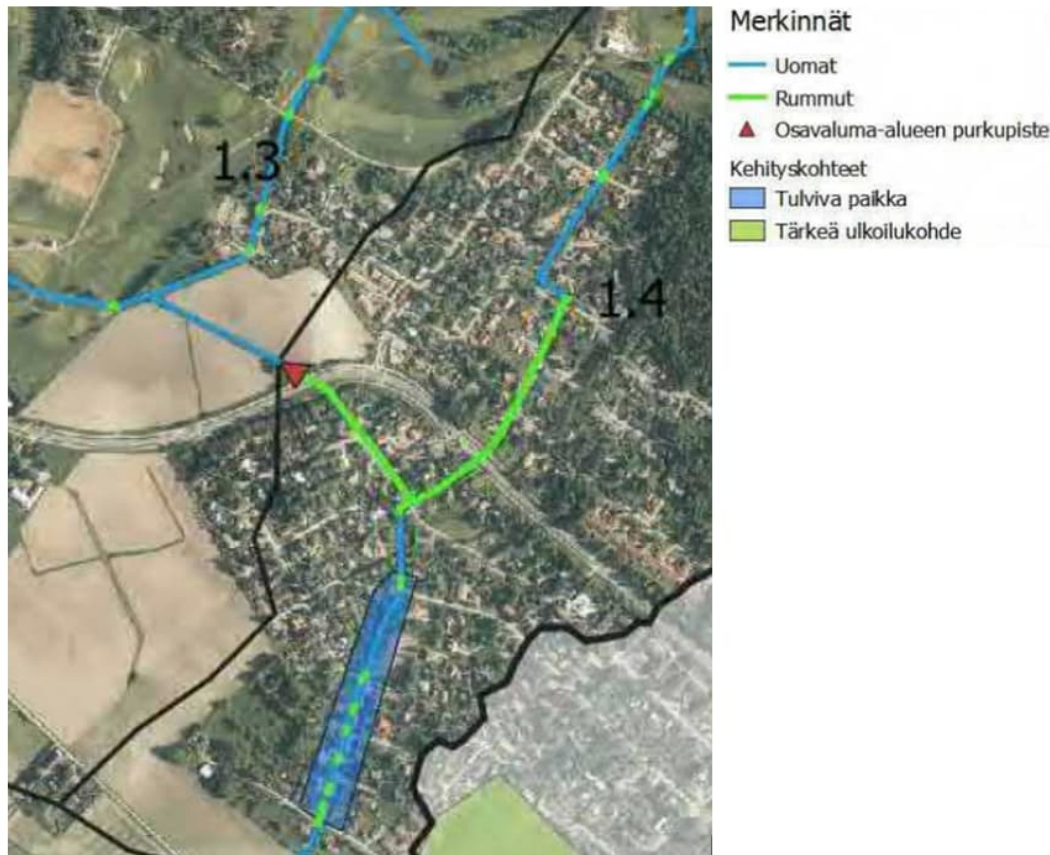 Merkinnät
Uomat
Rummut
Osavaluma-alueen purkupiste
Kehityskohteet
Tulviva paikka
Tärkeä ulkoilukohde
1.3
1.4